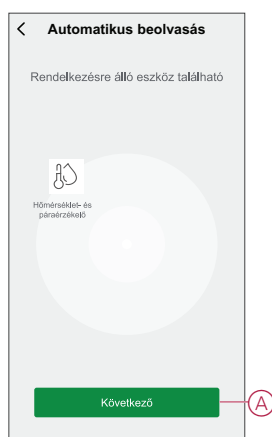 Automatikus beolvasás
Rendelkezésre álló eszköz található
Hőmérséklet- és
páraérzékelő
Következő
A